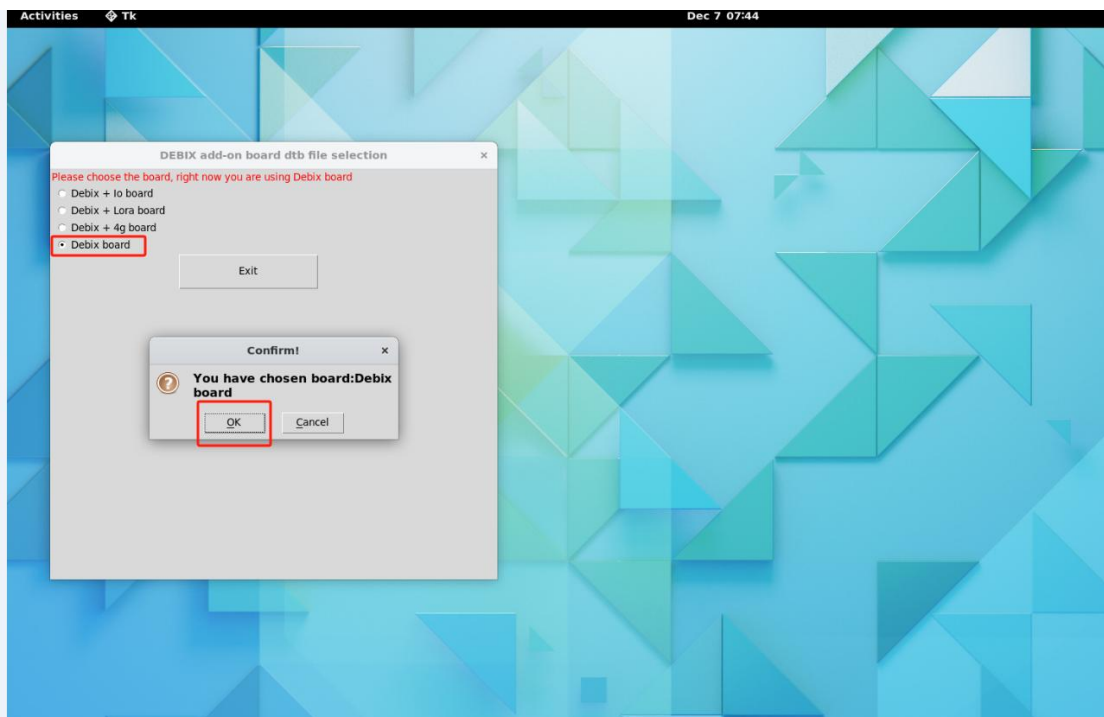 Activities Tk Dec 7 07:44
DEBIX add-on board dtb file selection ×
Please choose the board, right now you are using Debix board
Debix + Io board
Debix + Lora board
Debix + 4g board
Debix board
Exit
Confirm! ×
You have chosen board:Debix
board
OK Cancel